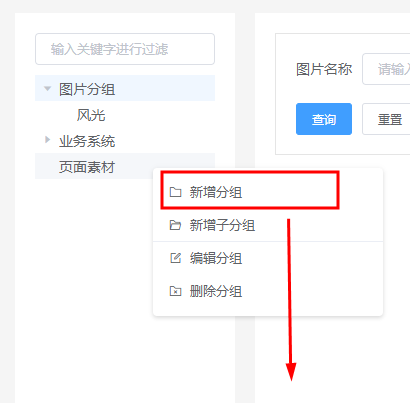 输入关键字进行过滤
图片分组
风光
业务系统
页面素材
图片名称
请输入
查询
重置
新增分组
新增子分组
编辑分组
删除分组